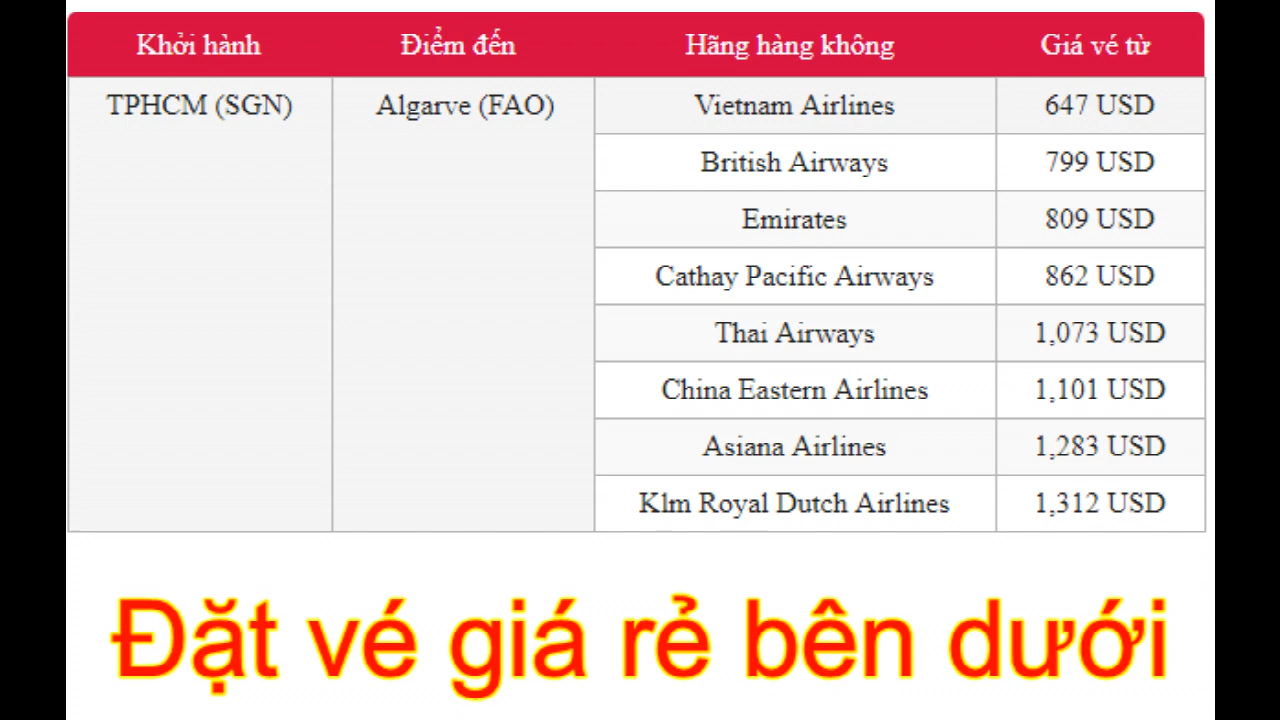 Khởi hành Điểm đến Hãng hàng không Giá vé từ
TPHCM (SGN) Algarve (FAO) Vietnam Airlines 647 USD
British Airways 799 USD
Emirates 809 USD
Cathay Pacific Airways 862 USD
Thai Airways 1,073 USD
China Eastern Airlines 1,101 USD
Asiana Airlines 1,283 USD
Klm Royal Dutch Airlines 1,312 USD
Đặt vé giá rẻ bên dưới